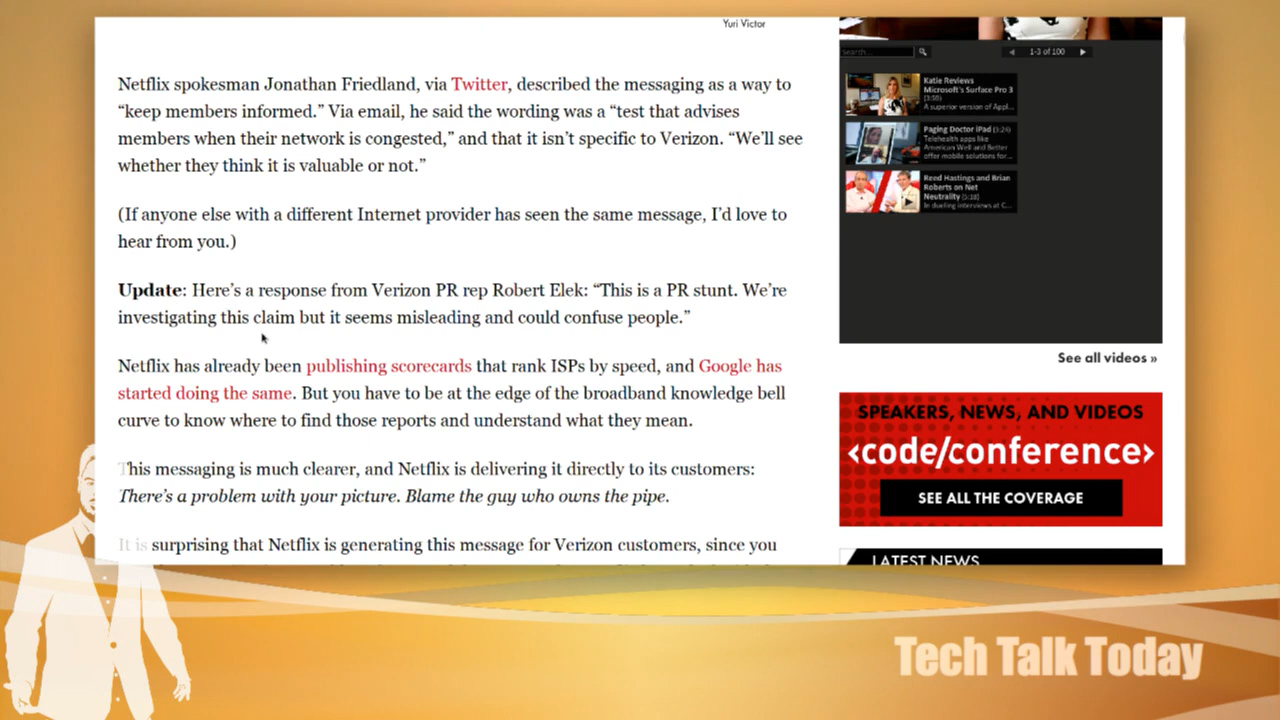 Yuri Victor
Netflix spokesman Jonathan Friedland, via Twitter, described the messaging as a way to
“keep members informed.” Via email, he said the wording was a “test that advises
members when their network is congested,” and that it isn’t specific to Verizon. “We’ll see
whether they think it is valuable or not.”
(If anyone else with a different Internet provider has seen the same message, I’d love to
hear from you.)
Update: Here’s a response from Verizon PR rep Robert Elek: “This is a PR stunt. We’re
investigating this claim but it seems misleading and could confuse people.”
Netflix has already been publishing scorecards that rank ISPs by speed, and Google has
started doing the same. But you have to be at the edge of the broadband knowledge bell
curve to know where to find those reports and understand what they mean.
This messaging is much clearer, and Netflix is delivering it directly to its customers:
There’s a problem with your picture. Blame the guy who owns the pipe.
It is surprising that Netflix is generating this message for Verizon customers, since you
search...
1-3 of 100
Katie Reviews
Microsoft's Surface Pro 3
(3:00)
A superior version of Appl...
Paging Doctor iPad (3:24)
Telehealth apps like
American Well and Better
offer mobile solutions for...
Reed Hastings and Brian
Roberts on Net
Neutrality (5:18)
In dueling interviews at C...
See all videos »
SPEAKERS, NEWS, AND VIDEOS
<code/conference>
SEE ALL THE COVERAGE
LATEST NEWS
Tech Talk Today